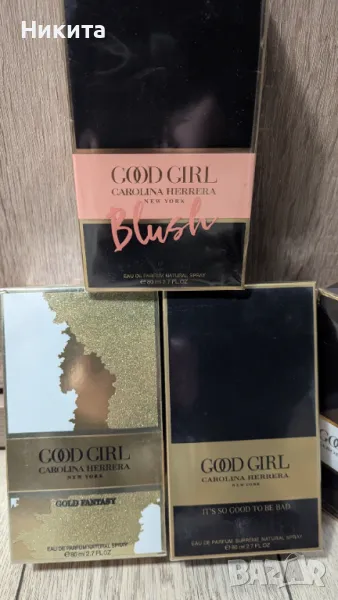 Никита
GOOD GIRL
CAROLINA HERRERA
NEW YORK
Blush
EAU DE PARFUM NATURAL SPRAY
℮ 80 ml 2.7 FL.OZ
GOOD GIRL
CAROLINA HERRERA
NEW YORK
GOLD FANTASY
EAU DE PARFUM NATURAL SPRAY
℮ 80 ml 2.7 FL.OZ
GOOD GIRL
CAROLINA HERRERA
NEW YORK
IT'S SO GOOD TO BE BAD
EAU DE PARFUM SUPRÊME NATURAL SPRAY
℮ 80 ml 2.7 FL.OZ
bazar